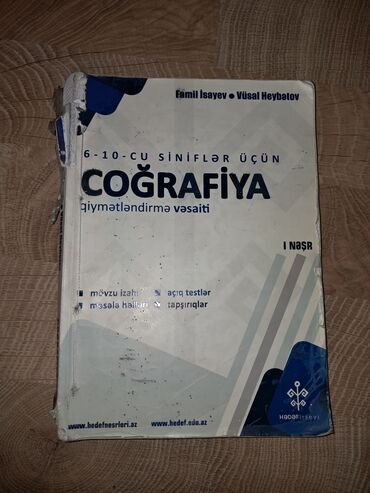 Famil İsayev ● Vüsal Heybətov
6-10-CU SİNİFLƏR ÜÇÜN
COĞRAFİYA
qiymətləndirmə vəsaiti
I NƏŞR
mövzu izahı
açıq testlər
məsələ həlləri
tapşırıqlar
HƏDƏF
www.hedefnesrleri.az
www.hedef.edu.az